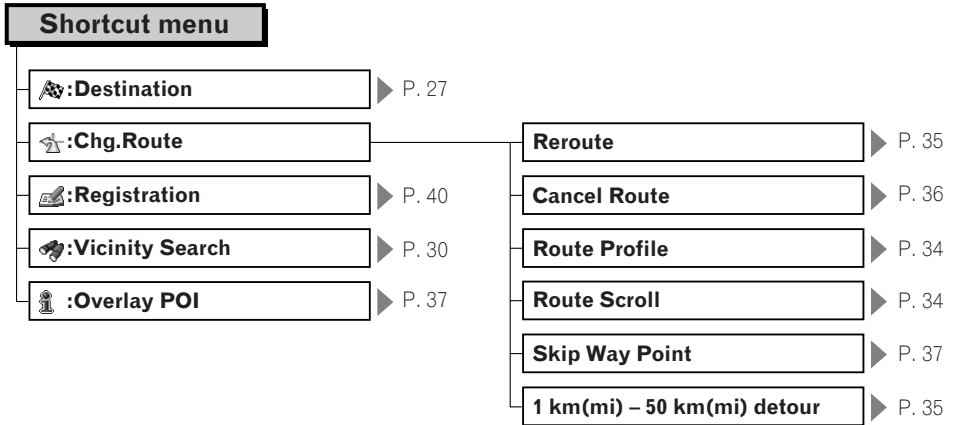 Shortcut menu
:Destination P. 27
:Chg.Route
:Registration P. 40
:Vicinity Search P. 30
:Overlay POI P. 37
Reroute P. 35
Cancel Route P. 36
Route Profile P. 34
Route Scroll P. 34
Skip Way Point P. 37
1 km(mi) – 50 km(mi) detour P. 35